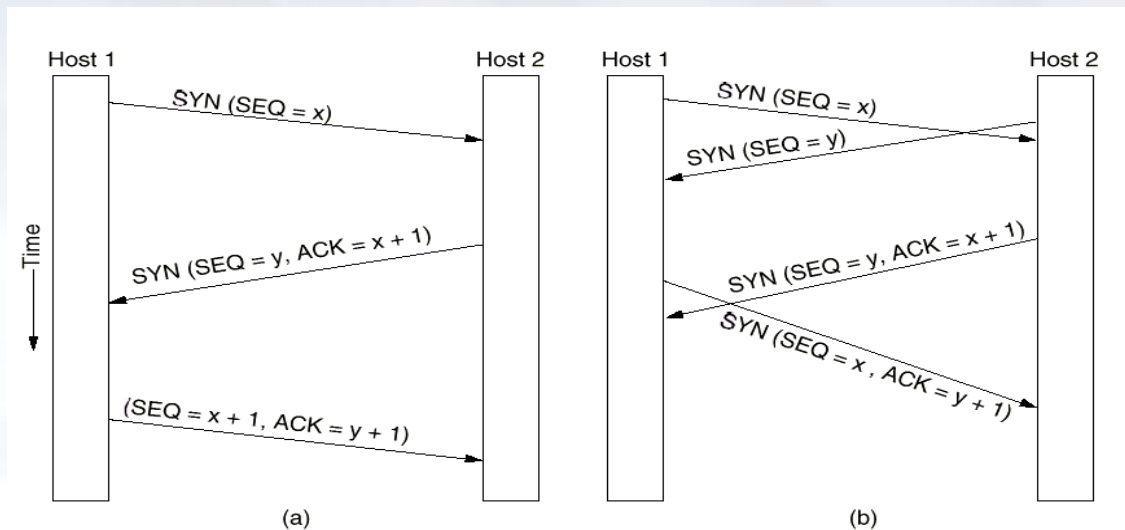 Host 1
Host 2
SYN (SEQ = x)
SYN (SEQ = y, ACK = x + 1)
(SEQ = x + 1, ACK = y + 1)
Time
(a)
Host 1
Host 2
SYN (SEQ = x)
SYN (SEQ = y)
SYN (SEQ = y, ACK = x + 1)
SYN (SEQ = x , ACK = y + 1)
(b)